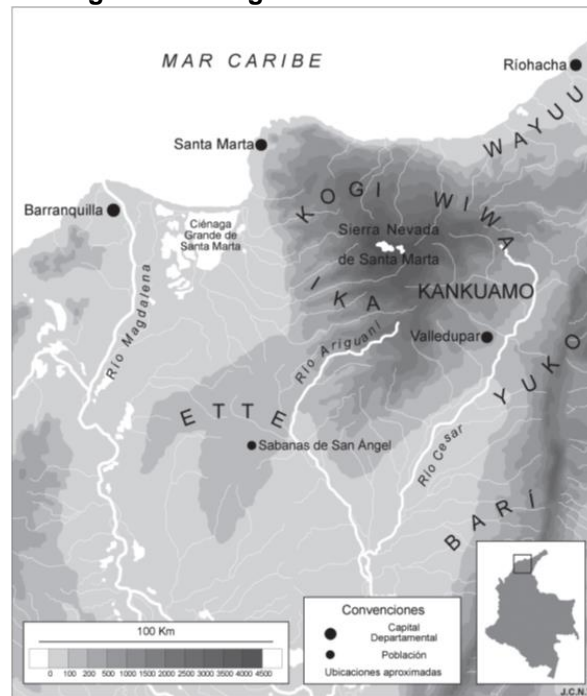 MAR CARIBE
Ríohacha
WAYUU
Santa Marta
Barranquilla
Ciénaga
Grande de
Santa Marta
KOGI
WIWA
Sierra Nevada
de Santa Marta
IKA
KANKUAMO
Río Magdalena
Río Ariguaní
Valledupar
YUKO
ETTE
Sabanas de San Ángel
Río Cesar
BARÍ
Convenciones
Capital
Departamental
Población
Ubicaciones aproximadas
100 Km
0 100 200 500 1000 2000 2500 3000 3500 4000 4500